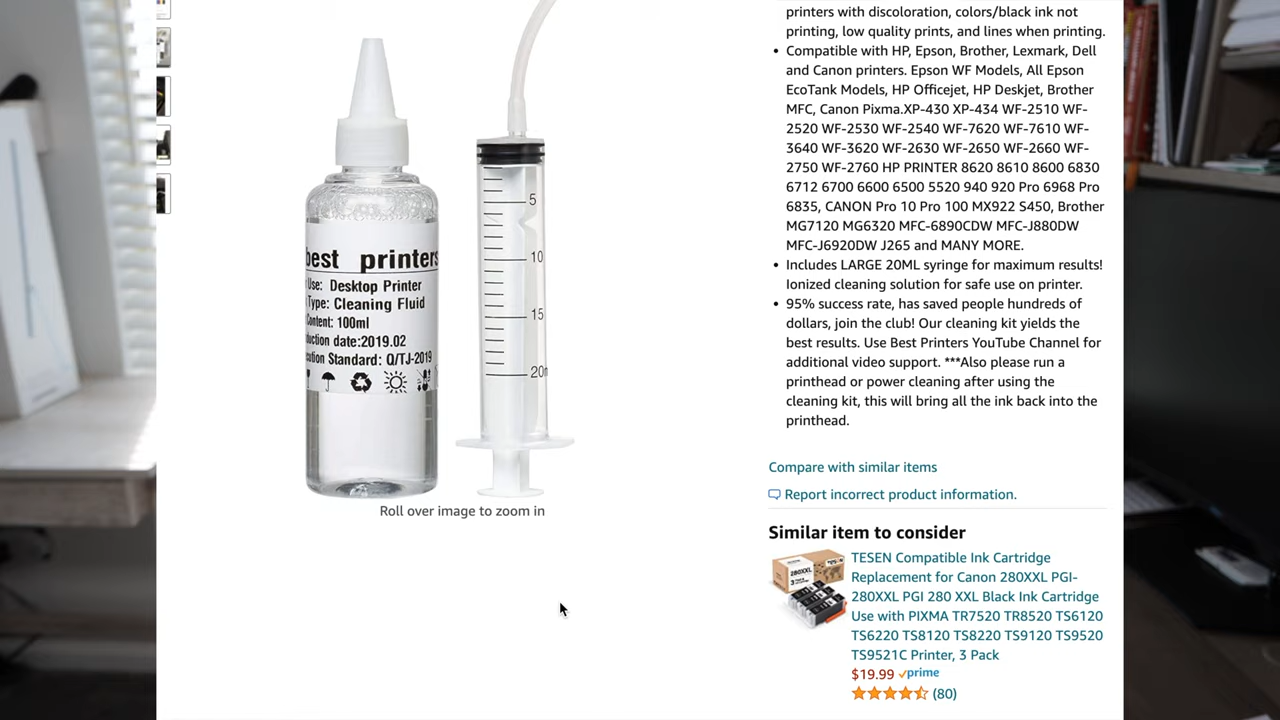 best printers
Use: Desktop Printer
Type: Cleaning Fluid
Content: 100ml
date:2019.02
Standard: Q/TJ-2019
5
10
15
20
Roll over image to zoom in
printers with discoloration, colors/black ink not
printing, low quality prints, and lines when printing.
• Compatible with HP, Epson, Brother, Lexmark, Dell
and Canon printers. Epson WF Models, All Epson
EcoTank Models, HP Officejet, HP Deskjet, Brother
MFC, Canon Pixma.XP-430 XP-434 WF-2510 WF-
2520 WF-2530 WF-2540 WF-7620 WF-7610 WF-
3640 WF-3620 WF-2630 WF-2650 WF-2660 WF-
2750 WF-2760 HP PRINTER 8620 8610 8600 6830
6712 6700 6600 6500 5520 940 920 Pro 6968 Pro
6835, CANON Pro 10 Pro 100 MX922 S450, Brother
MG7120 MG6320 MFC-6890CDW MFC-J880DW
MFC-J6920DW J265 and MANY MORE.
• Includes LARGE 20ML syringe for maximum results!
Ionized cleaning solution for safe use on printer.
• 95% success rate, has saved people hundreds of
dollars, join the club! Our cleaning kit yields the
best results. Use Best Printers YouTube Channel for
additional video support. ***Also please run a
printhead or power cleaning after using the
cleaning kit, this will bring all the ink back into the
printhead.
Compare with similar items
Report incorrect product information.
Similar item to consider
280XXL
TESEN
TESEN Compatible Ink Cartridge
Replacement for Canon 280XXL PGI-
280XXL PGI 280 XXL Black Ink Cartridge
Use with PIXMA TR7520 TR8520 TS6120
TS6220 TS8120 TS8220 TS9120 TS9520
TS9521C Printer, 3 Pack
$19.99 prime
(80)